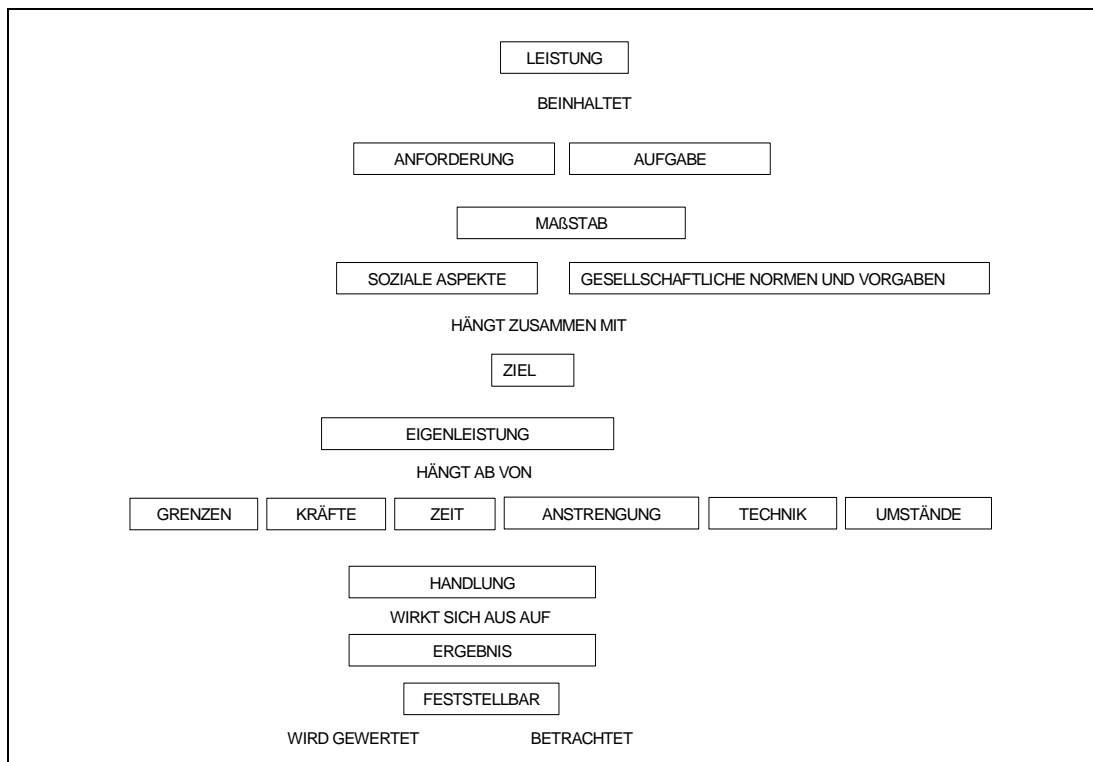 LEISTUNG
BEINHALTET
ANFORDERUNG AUFGABE
MAßSTAB
SOZIALE ASPEKTE GESELLSCHAFTLICHE NORMEN UND VORGABEN
HÄNGT ZUSAMMEN MIT
ZIEL
EIGENLEISTUNG
HÄNGT AB VON
GRENZEN KRÄFTE ZEIT ANSTRENGUNG TECHNIK UMSTÄNDE
HANDLUNG
WIRKT SICH AUS AUF
ERGEBNIS
FESTSTELLBAR
WIRD GEWERTET BETRACHTET